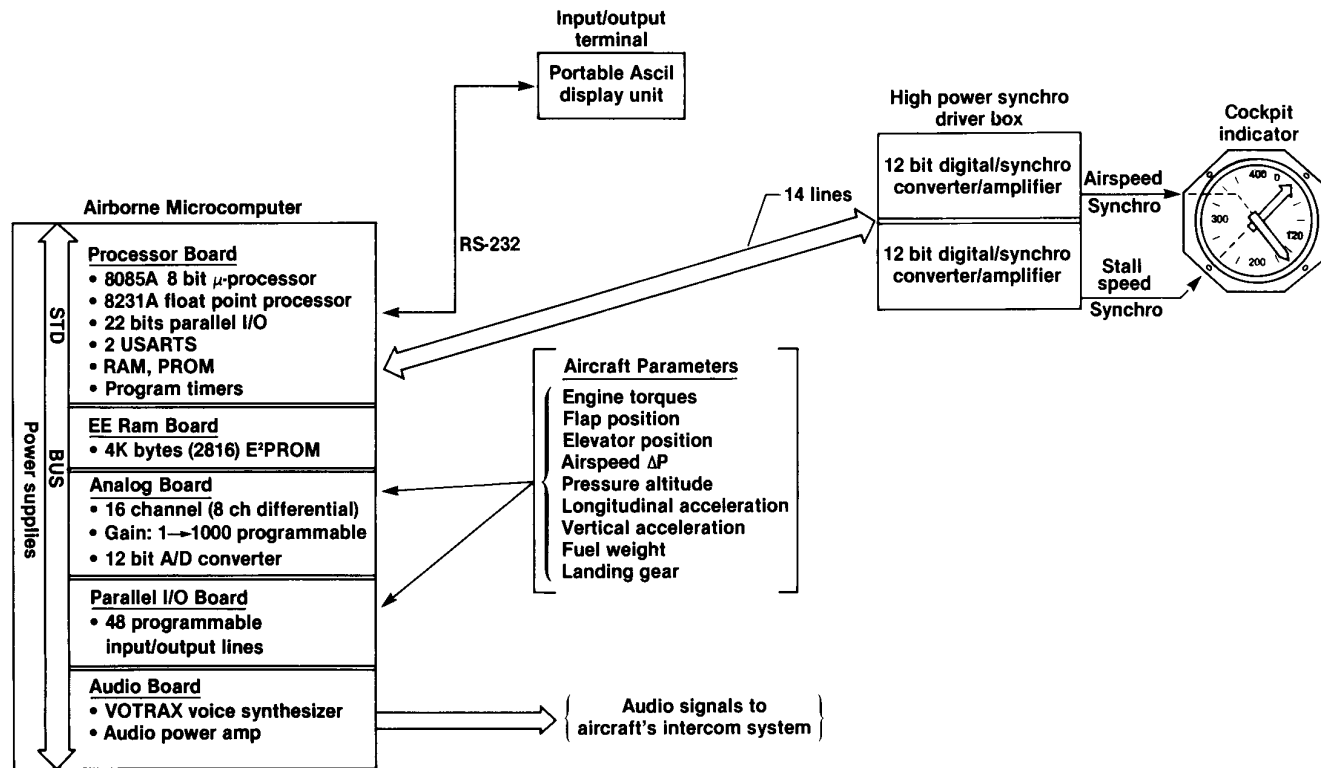 Input/output
terminal
Portable Ascii
display unit
RS-232
14 lines
High power synchro
driver box
12 bit digital/synchro
converter/amplifier
12 bit digital/synchro
converter/amplifier
Airspeed
Synchro
Stall
speed
Synchro
Cockpit
indicator
400
0
300
120
200
Airborne Microcomputer
Power supplies
STD BUS
Processor Board
• 8085A 8 bit μ-processor
• 8231A float point processor
• 22 bits parallel I/O
• 2 USARTS
• RAM, PROM
• Program timers
EE Ram Board
• 4K bytes (2816) E²PROM
Analog Board
• 16 channel (8 ch differential)
• Gain: 1→1000 programmable
• 12 bit A/D converter
Parallel I/O Board
• 48 programmable
input/output lines
Audio Board
• VOTRAX voice synthesizer
• Audio power amp
Aircraft Parameters
Engine torques
Flap position
Elevator position
Airspeed ΔP
Pressure altitude
Longitudinal acceleration
Vertical acceleration
Fuel weight
Landing gear
Audio signals to
aircraft's intercom system